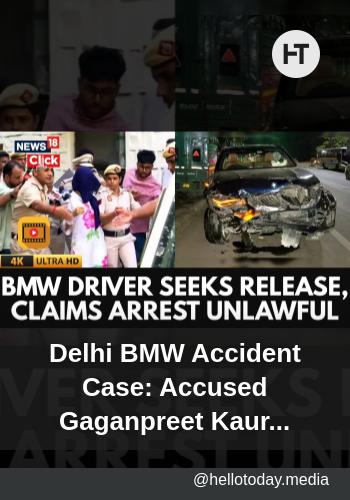 HT
NEWS 18
Click
4K ULTRA HD
BMW DRIVER SEEKS RELEASE,
CLAIMS ARREST UNLAWFUL
Delhi BMW Accident
Case: Accused
Gaganpreet Kaur...
@hellotoday.media